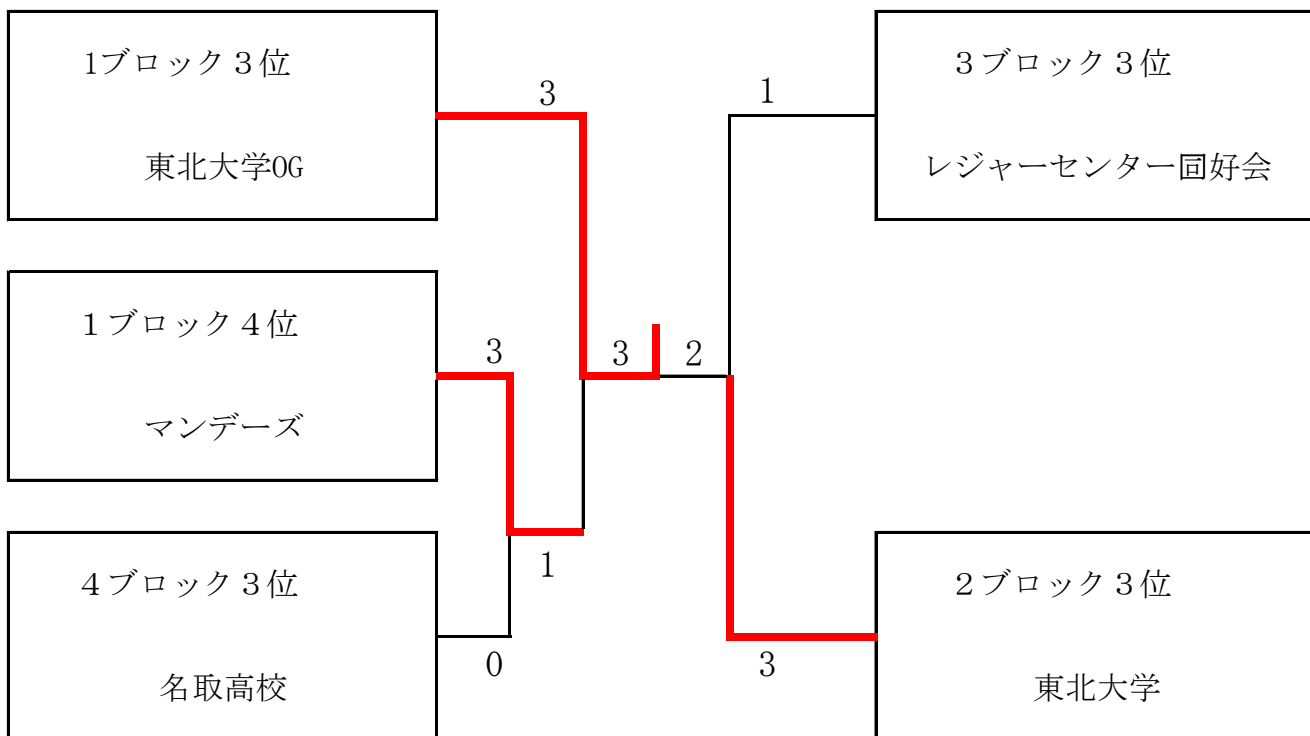 1ブロック３位
東北大学OG
3
１ブロック４位
マンデーズ
3
４ブロック３位
名取高校
0
1
3
2
３ブロック３位
レジャーセンター同好会
1
２ブロック３位
東北大学
3